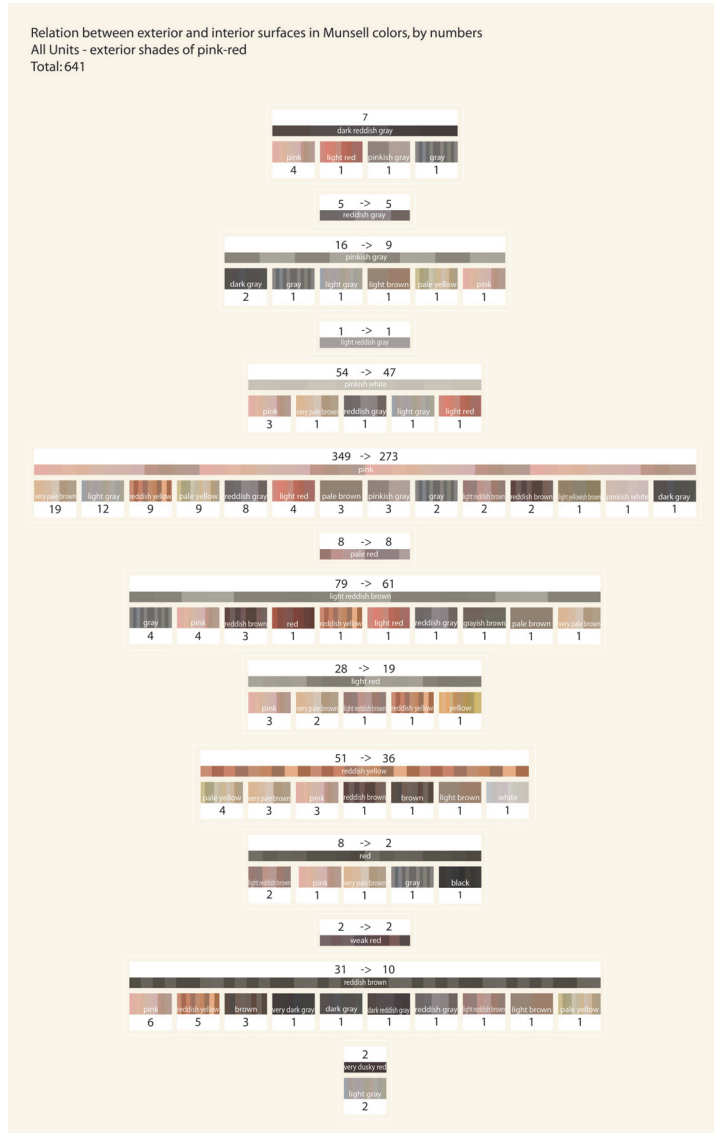 Relation between exterior and interior surfaces in Munsell colors, by numbers
All Units - exterior shades of pink-red
Total: 641
7
dark reddish gray
pink light red pinkish gray gray
4 1 1 1
5 -> 5
reddish gray
16 -> 9
pinkish gray
dark gray gray light gray light brown pale yellow pink
2 1 1 1 1 1
1 -> 1
light reddish gray
54 -> 47
pinkish white
pink very pale brown reddish gray light gray light red
3 1 1 1 1
349 -> 273
pink
very pale brown light gray reddish yellow pale yellow reddish gray light red pale brown pinkish gray gray light reddish brown reddish brown light yellowish brown pinkish white dark gray
19 12 9 9 8 4 3 3 2 2 2 1 1 1
8 -> 8
pale red
79 -> 61
light reddish brown
gray pink reddish brown red reddish yellow light red reddish gray grayish brown pale brown very pale brown
4 4 3 1 1 1 1 1 1 1
28 -> 19
light red
pink very pale brown light reddish brown reddish yellow yellow
3 2 1 1 1
51 -> 36
reddish yellow
pale yellow very pale brown pink reddish brown brown light brown white
4 3 3 1 1 1 1
8 -> 2
red
light reddish brown pink very pale brown gray black
2 1 1 1 1
2 -> 2
weak red
31 -> 10
reddish brown
pink reddish yellow brown very dark gray dark gray dark reddish gray reddish gray light reddish brown light brown pale yellow
6 5 3 1 1 1 1 1 1 1
2
very dusky red
light gray
2